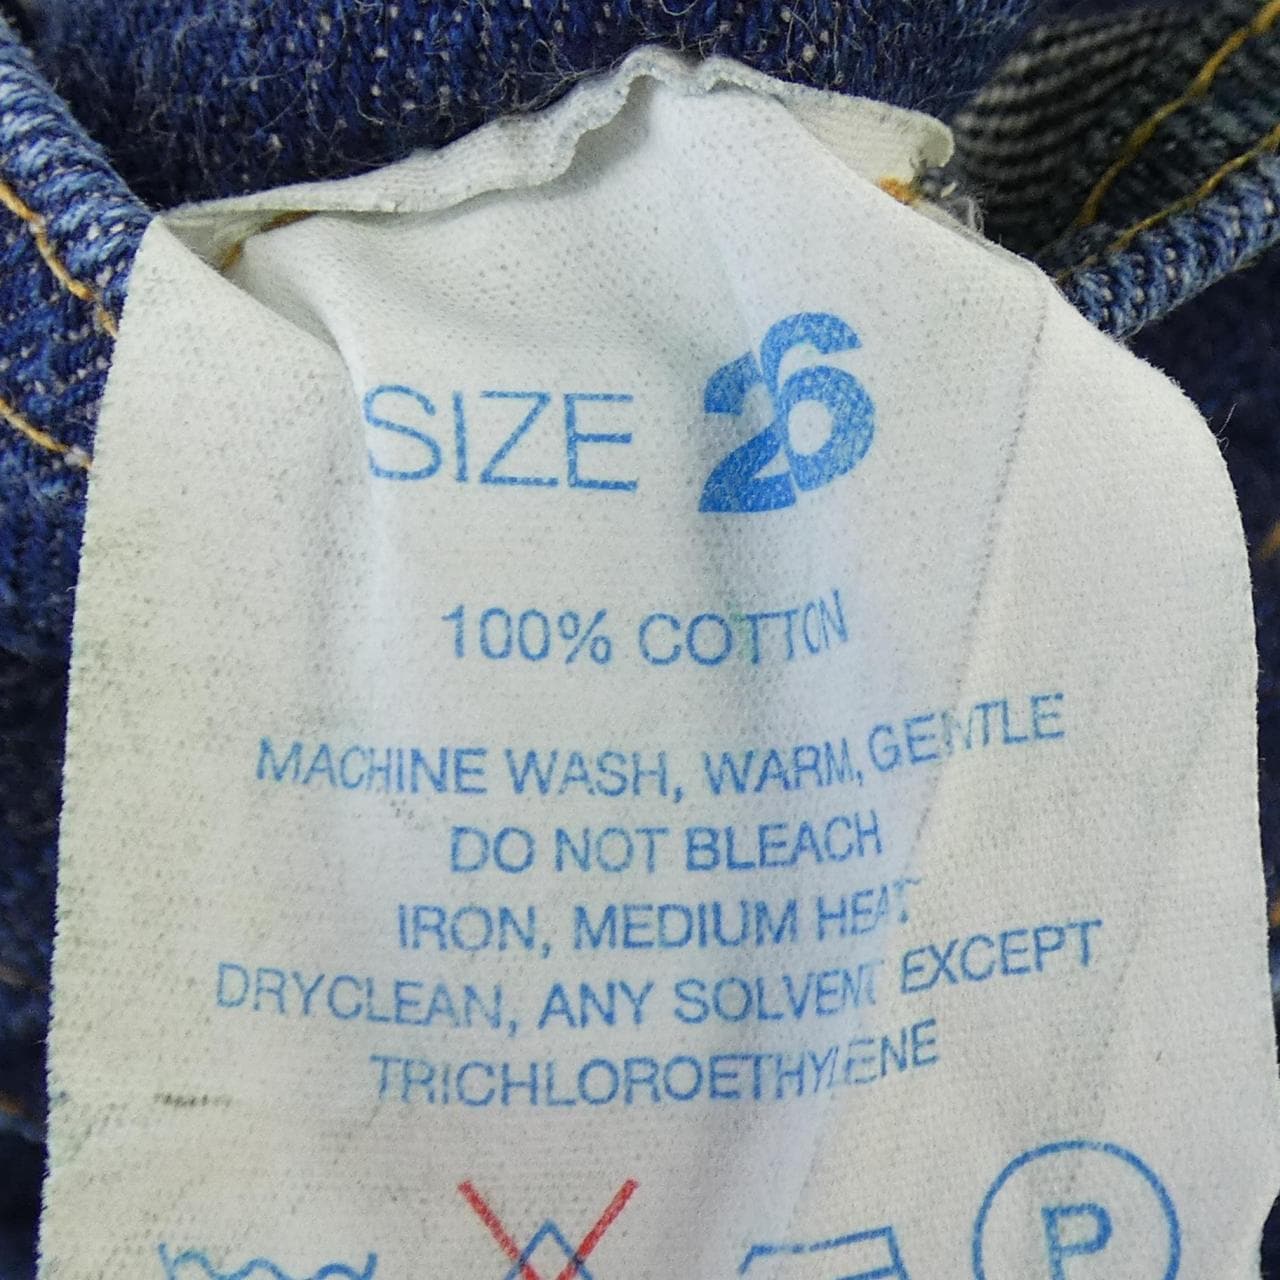 SIZE 26
100% COTTON
MACHINE WASH, WARM, GENTLE
DO NOT BLEACH
IRON, MEDIUM HEAT
DRYCLEAN, ANY SOLVENT EXCEPT
TRICHLOROETHYLENE
P